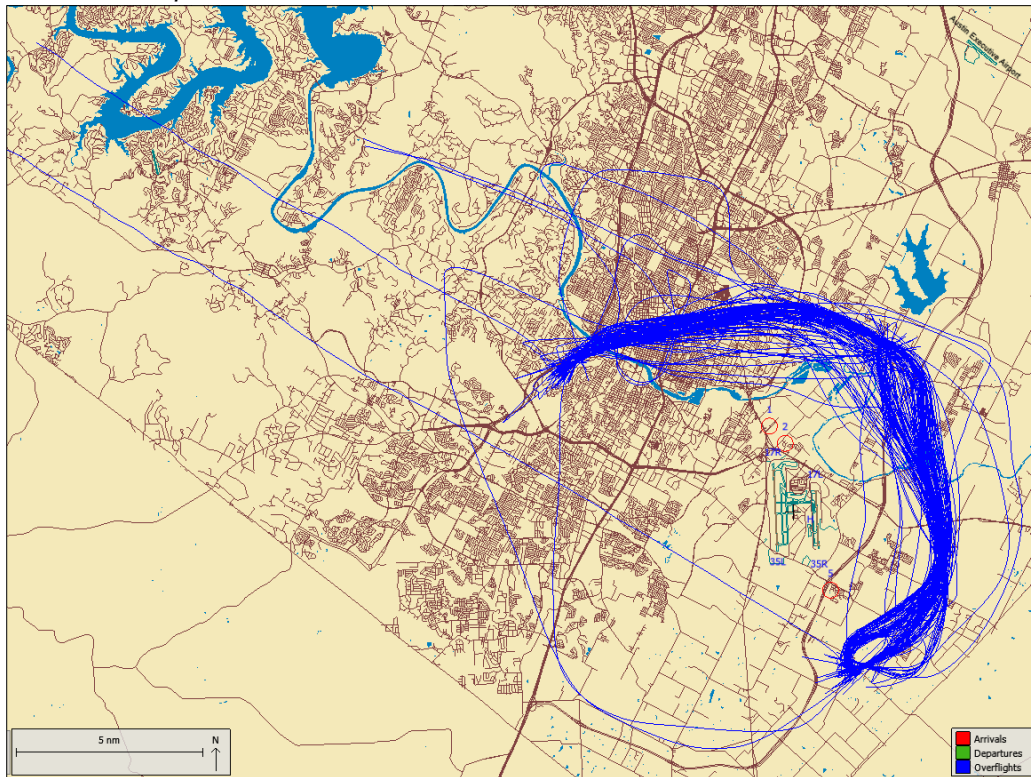 Austin Executive Airport
1
2
17R
17L
H
35L
35R
5
5 nm
N
Arrivals
Departures
Overflights